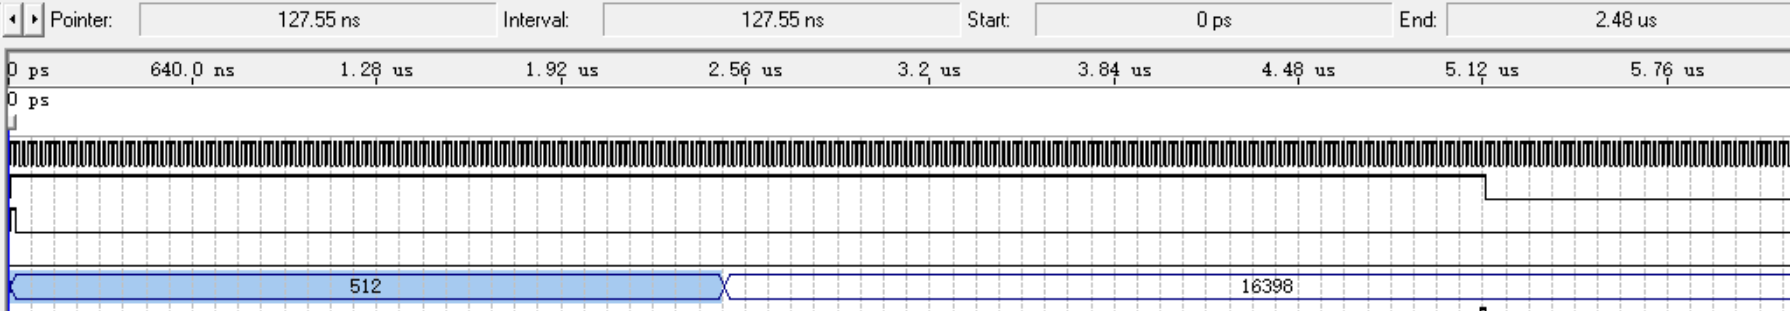 Pointer: 127.55 ns Interval: 127.55 ns Start: 0 ps End: 2.48 us
0 ps 640.0 ns 1.28 us 1.92 us 2.56 us 3.2 us 3.84 us 4.48 us 5.12 us 5.76 us
0 ps
512 16398